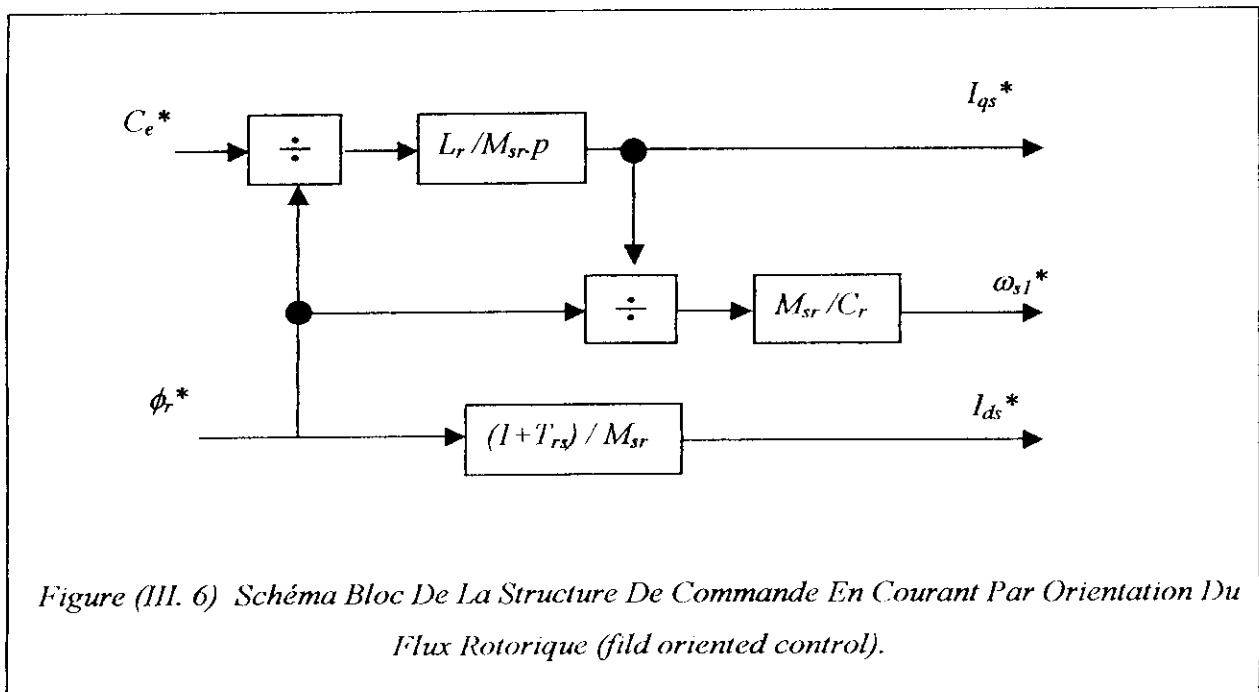 C_e* ÷ L_r /M_sr.p I_qs*
÷ M_sr /C_r ω_s1*
ϕ_r* (1+T_rs) / M_sr I_ds*
Figure (III. 6) Schéma Bloc De La Structure De Commande En Courant Par Orientation Du
Flux Rotorique (fild oriented control).